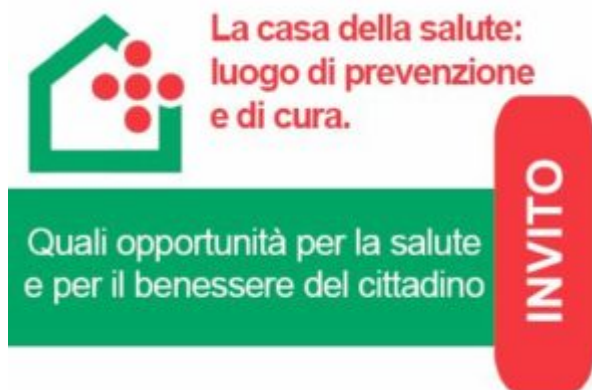 La casa della salute:
luogo di prevenzione
e di cura.
Quali opportunità per la salute
e per il benessere del cittadino
INVITO